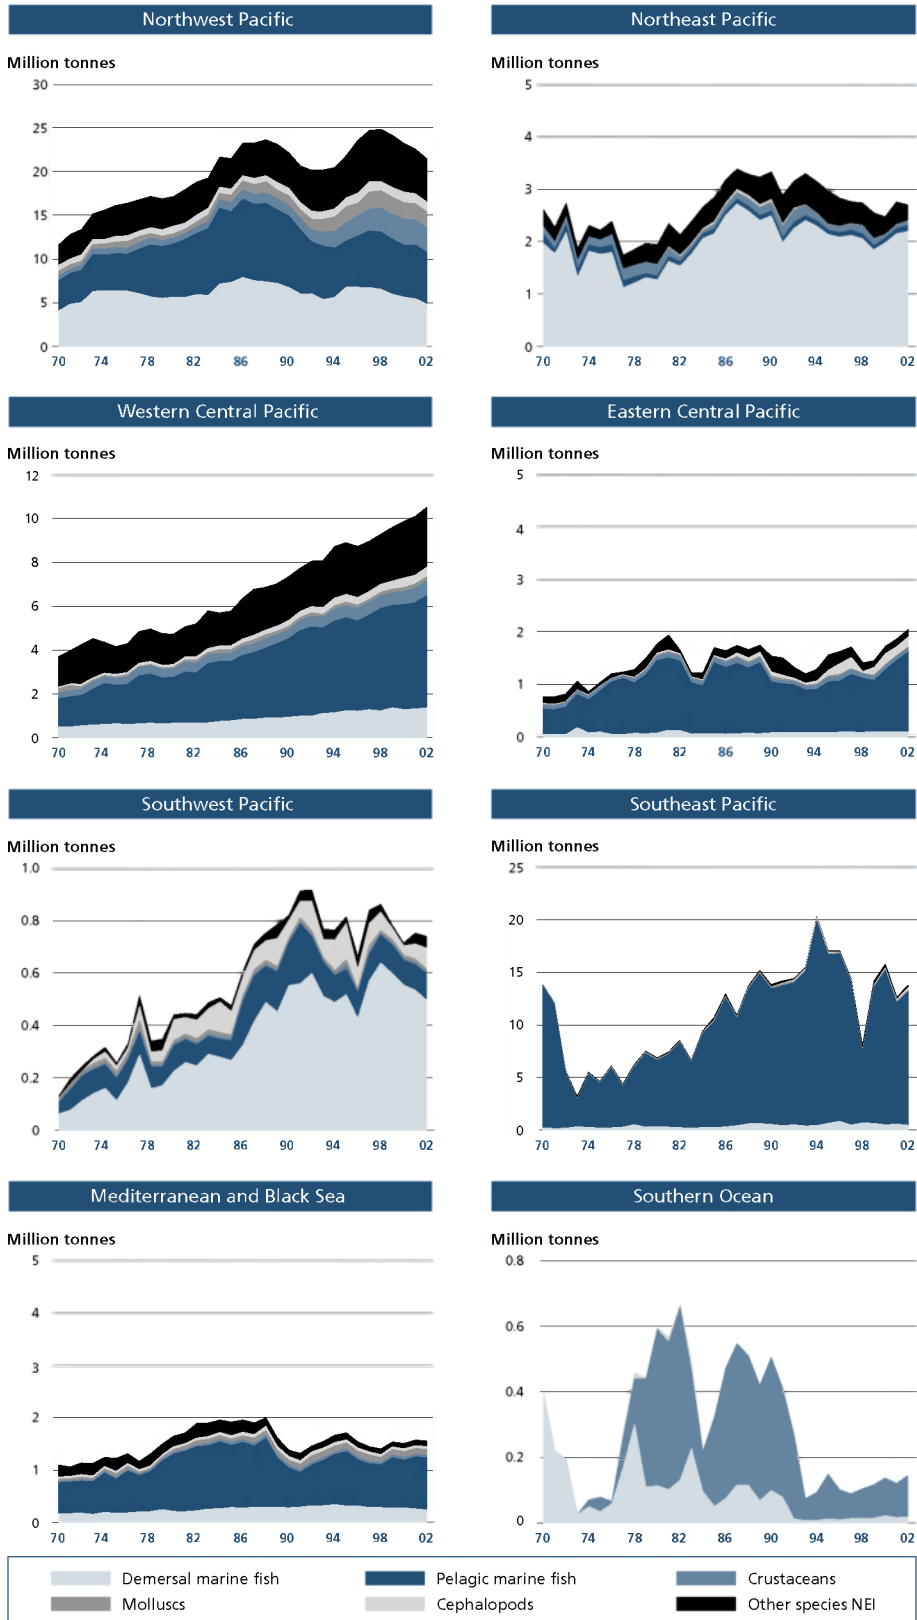 Northwest Pacific
Million tonnes
30
25
20
15
10
5
0
70 74 78 82 86 90 94 98 02
Northeast Pacific
Million tonnes
5
4
3
2
1
0
70 74 78 82 86 90 94 98 02
Western Central Pacific
Million tonnes
12
10
8
6
4
2
0
70 74 78 82 86 90 94 98 02
Eastern Central Pacific
Million tonnes
5
4
3
2
1
0
70 74 78 82 86 90 94 98 02
Southwest Pacific
Million tonnes
1.0
0.8
0.6
0.4
0.2
0
70 74 78 82 86 90 94 98 02
Southeast Pacific
Million tonnes
25
20
15
10
5
0
70 74 78 82 86 90 94 98 02
Mediterranean and Black Sea
Million tonnes
5
4
3
2
1
0
70 74 78 82 86 90 94 98 02
Southern Ocean
Million tonnes
0.8
0.6
0.4
0.2
0
70 74 78 82 86 90 94 98 02
Demersal marine fish Pelagic marine fish Crustaceans
Molluscs Cephalopods Other species NEI